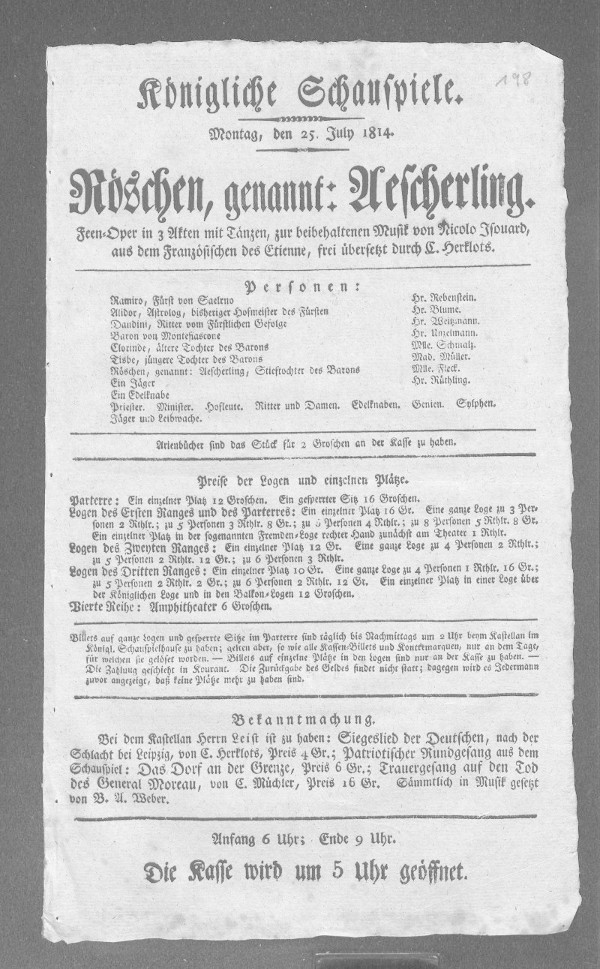 198
Königliche Schauspiele.
Montag, den 25. July 1814.
Röschen, genannt: Aescherling.
Feen-Oper in 3 Akten mit Tänzen, zur beibehaltenen Musik von Nicolo Isouard,
aus dem Französischen des Etienne, frei übersetzt durch C. Herklots.
Personen:
Ramiro, Fürst von Saelrno Hr. Rebenstein.
Alidor, Astrolog, bisheriger Hofmeister des Fürsten Hr. Blume.
Dandini, Ritter vom Fürstlichen Gefolge Hr. Weitzmann.
Baron von Montefiascone Hr. Unzelmann.
Clorinde, ältere Tochter des Barons Mlle. Schmalz.
Tisbe, jüngere Tochter des Barons Mad. Müller.
Röschen, genannt: Aescherling, Stieftochter des Barons Mlle. Fleck.
Ein Jäger Hr. Rüthling.
Ein Edelknabe
Priester. Minister. Hofleute. Ritter und Damen. Edelknaben. Genien. Sylphen.
Jäger und Leibwache.
Arienbücher sind das Stück für 2 Groschen an der Kasse zu haben.
Preise der Logen und einzelnen Plätze.
Parterre: Ein einzelner Platz 12 Groschen. Ein gesperrter Sitz 16 Groschen.
Logen des Ersten Ranges und des Parterres: Ein einzelner Platz 16 Gr. Eine ganze Loge zu 3 Per-
sonen 2 Rthlr.; zu 5 Personen 3 Rthlr. 8 Gr.; zu 6 Personen 4 Rthlr.; zu 8 Personen 5 Rthlr. 8 Gr.
Ein einzelner Platz in der sogenannten Fremden-Loge rechter Hand zunächst am Theater 1 Rthlr.
Logen des Zweyten Ranges: Ein einzelner Platz 12 Gr. Eine ganze Loge zu 4 Personen 2 Rthlr.;
zu 5 Personen 2 Rthlr. 12 Gr.; zu 6 Personen 3 Rthlr.
Logen des Dritten Ranges: Ein einzelner Platz 10 Gr. Eine ganze Loge zu 4 Personen 1 Rthlr. 16 Gr.;
zu 5 Personen 2 Rthlr. 2 Gr.; zu 6 Personen 2 Rthlr. 12 Gr. Ein einzelner Platz in einer Loge über
der Königlichen Loge und in den Balkon-Logen 12 Groschen.
Vierte Reihe: Amphitheater 6 Groschen.
Billets auf ganze Logen und gesperrte Sitze im Parterre sind täglich bis Nachmittags um 2 Uhr beym Kastellan im
Königl. Schauspielhause zu haben; gelten aber, so wie alle Kassen-Billets und Contremarquen, nur an dem Tage,
für welchen sie gelöset worden. — Billets auf einzelne Plätze in den Logen sind nur an der Kasse zu haben. —
Die Zahlung geschieht in Kourant. Die Zurückgabe des Geldes findet nicht statt; dagegen wird es Jedermann
zuvor angezeigt, daß keine Plätze mehr zu haben sind.
Bekanntmachung.
Bei dem Kastellan Herrn Leist ist zu haben: Siegeslied der Deutschen, nach der
Schlacht bei Leipzig, von C. Herklots, Preis 4 Gr.; Patriotischer Rundgesang aus dem
Schauspiel: Das Dorf an der Grenze, Preis 6 Gr.; Trauergesang auf den Tod
des General Moreau, von C. Müchler, Preis 16 Gr. Sämmtlich in Musik gesetzt
von B. A. Weber.
Anfang 6 Uhr; Ende 9 Uhr.
Die Kasse wird um 5 Uhr geöffnet.